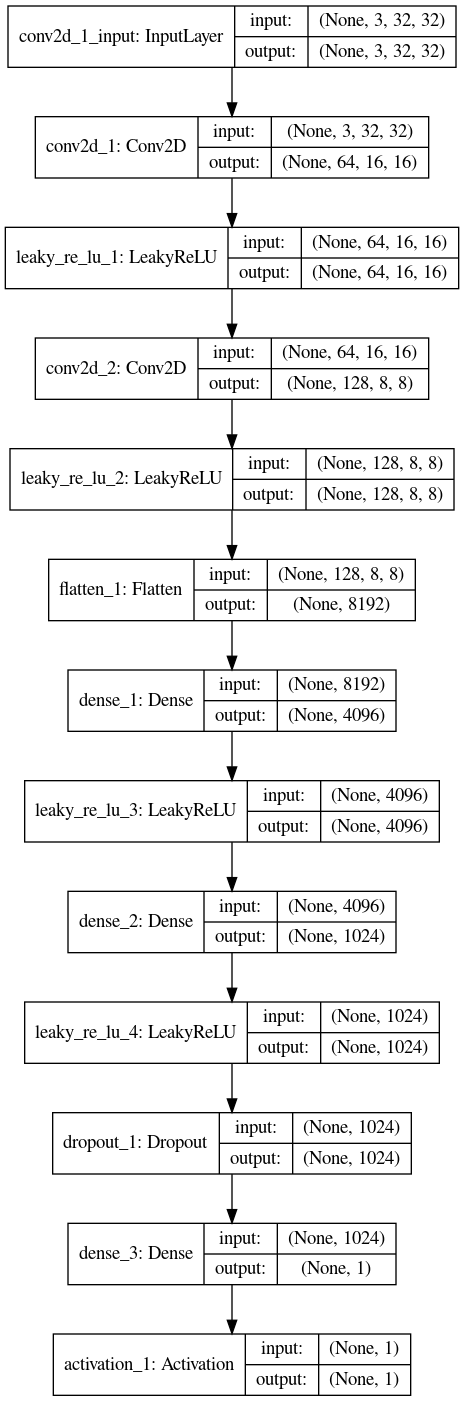 conv2d_1_input: InputLayer
input: (None, 3, 32, 32)
output: (None, 3, 32, 32)
conv2d_1: Conv2D
input: (None, 3, 32, 32)
output: (None, 64, 16, 16)
leaky_re_lu_1: LeakyReLU
input: (None, 64, 16, 16)
output: (None, 64, 16, 16)
conv2d_2: Conv2D
input: (None, 64, 16, 16)
output: (None, 128, 8, 8)
leaky_re_lu_2: LeakyReLU
input: (None, 128, 8, 8)
output: (None, 128, 8, 8)
flatten_1: Flatten
input: (None, 128, 8, 8)
output: (None, 8192)
dense_1: Dense
input: (None, 8192)
output: (None, 4096)
leaky_re_lu_3: LeakyReLU
input: (None, 4096)
output: (None, 4096)
dense_2: Dense
input: (None, 4096)
output: (None, 1024)
leaky_re_lu_4: LeakyReLU
input: (None, 1024)
output: (None, 1024)
dropout_1: Dropout
input: (None, 1024)
output: (None, 1024)
dense_3: Dense
input: (None, 1024)
output: (None, 1)
activation_1: Activation
input: (None, 1)
output: (None, 1)